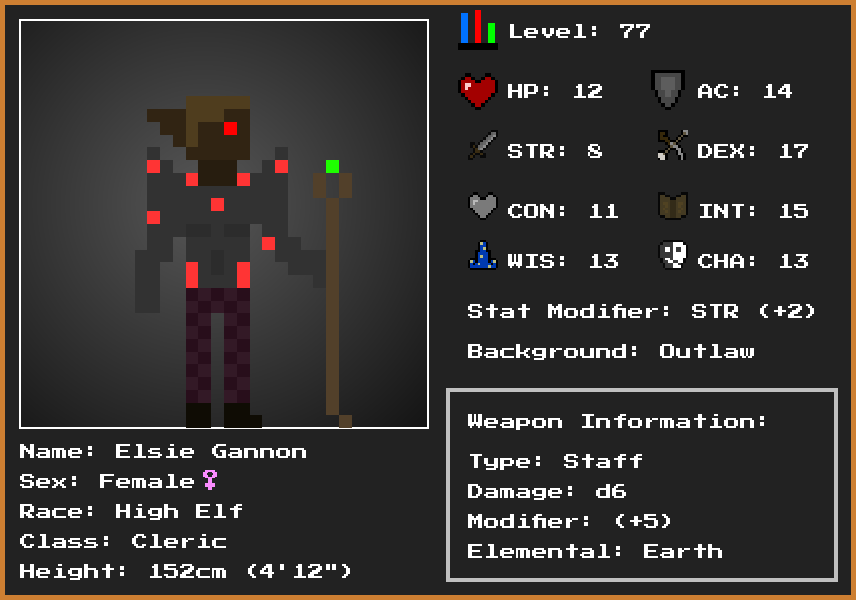 Level: 77
HP: 12
AC: 14
STR: 8
DEX: 17
CON: 11
INT: 15
WIS: 13
CHA: 13
Stat Modifier: STR (+2)
Background: Outlaw
Weapon Information:
Type: Staff
Damage: d6
Modifier: (+5)
Elemental: Earth
Name: Elsie Gannon
Sex: Female♀
Race: High Elf
Class: Cleric
Height: 152cm (4'12")